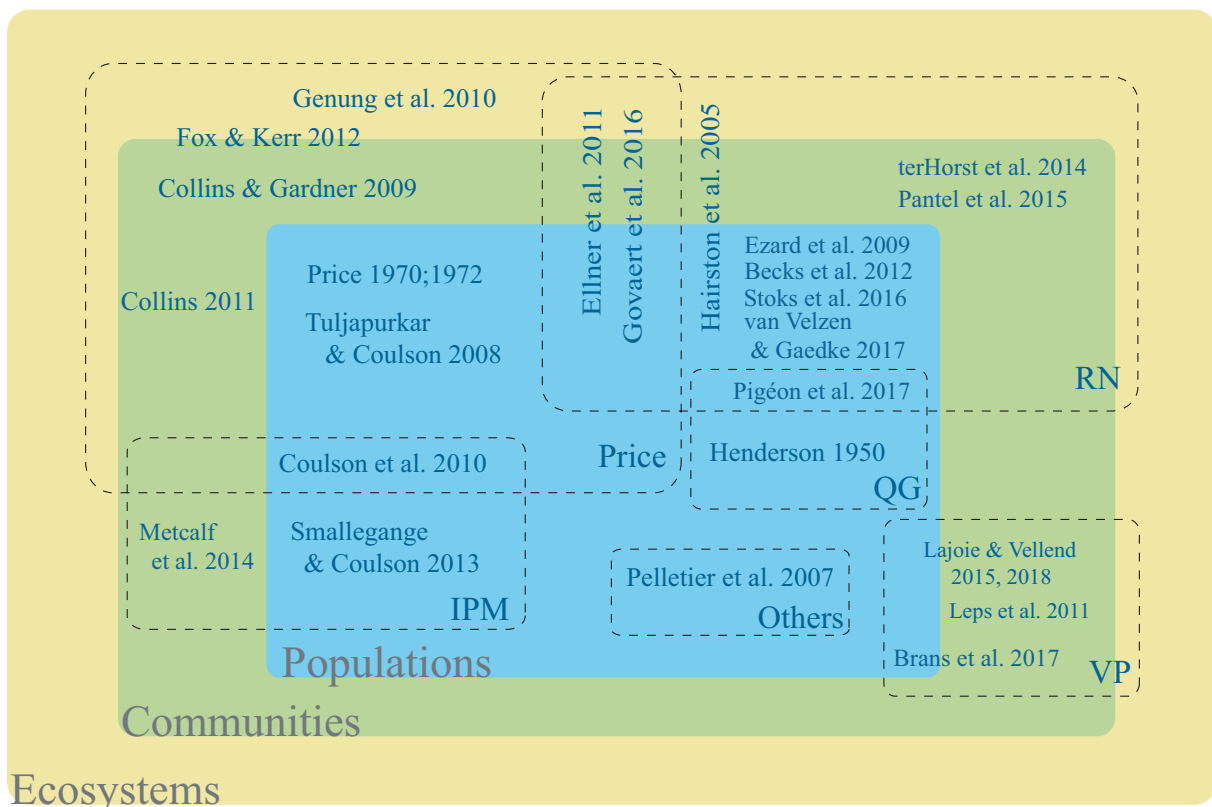 Genung et al. 2010
Fox & Kerr 2012
Collins & Gardner 2009
Collins 2011
Price 1970;1972
Tuljapurkar
& Coulson 2008
Ellner et al. 2011
Govaert et al. 2016
Hairston et al. 2005
terHorst et al. 2014
Pantel et al. 2015
Ezard et al. 2009
Becks et al. 2012
Stoks et al. 2016
van Velzen
& Gaedke 2017
RN
Pigéon et al. 2017
Henderson 1950
QG
Price
Coulson et al. 2010
Metcalf
et al. 2014
Smallegange
& Coulson 2013
IPM
Pelletier et al. 2007
Others
Lajoie & Vellend
2015, 2018
Leps et al. 2011
Brans et al. 2017
VP
Populations
Communities
Ecosystems